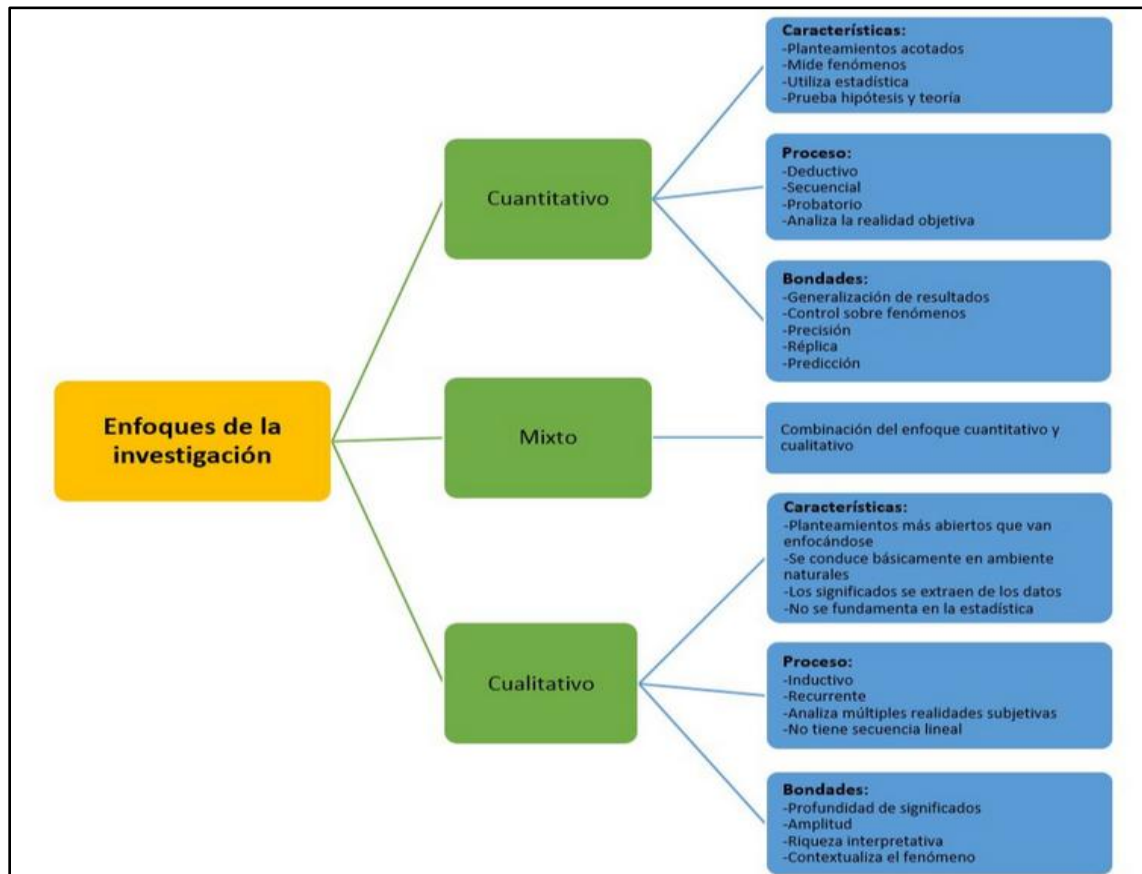 Enfoques de la
investigación
Cuantitativo
Características:
-Planteamientos acotados
-Mide fenómenos
-Utiliza estadística
-Prueba hipótesis y teoría
Proceso:
-Deductivo
-Secuencial
-Probatorio
-Analiza la realidad objetiva
Bondades:
-Generalización de resultados
-Control sobre fenómenos
-Precisión
-Réplica
-Predicción
Mixto
Combinación del enfoque cuantitativo y
cualitativo
Cualitativo
Características:
-Planteamientos más abiertos que van
enfocándose
-Se conduce básicamente en ambiente
naturales
-Los significados se extraen de los datos
-No se fundamenta en la estadística
Proceso:
-Inductivo
-Recurrente
-Analiza múltiples realidades subjetivas
-No tiene secuencia lineal
Bondades:
-Profundidad de significados
-Amplitud
-Riqueza interpretativa
-Contextualiza el fenómeno